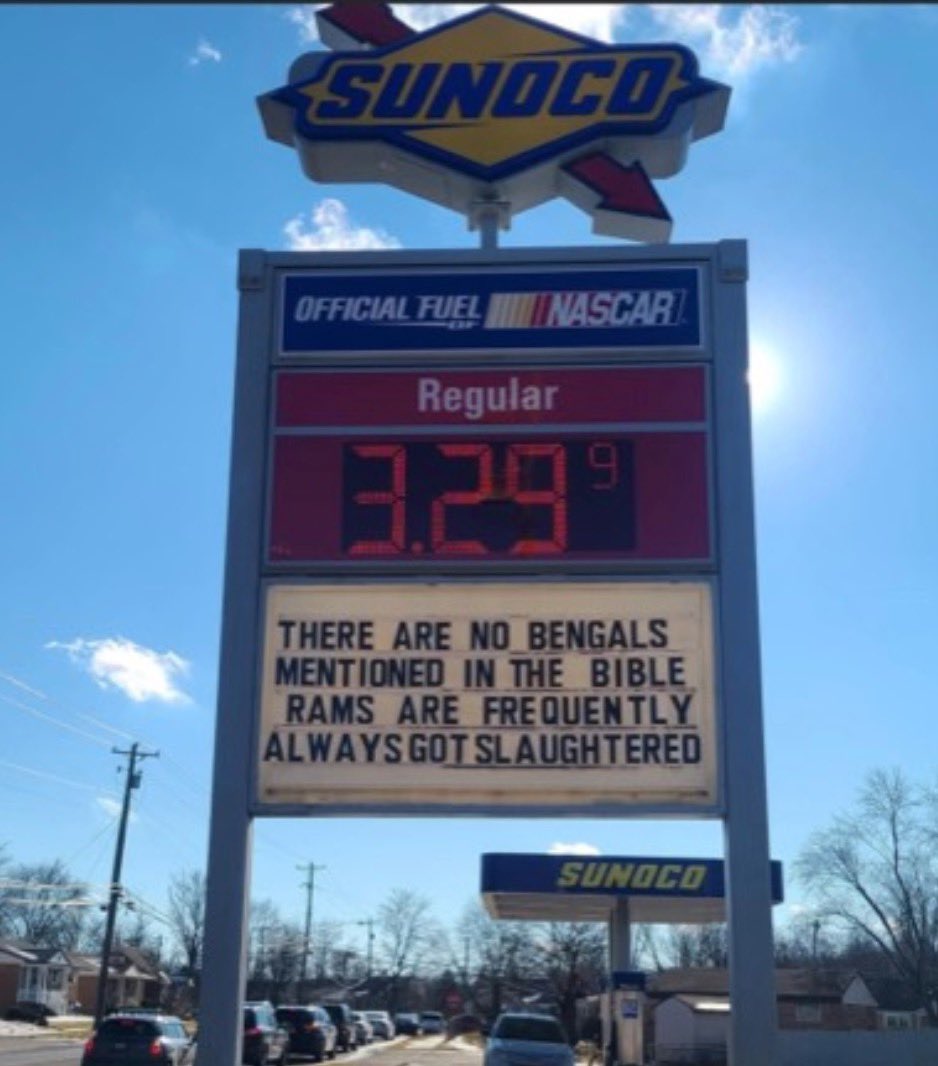 SUNOCO
OFFICIAL FUEL OF NASCAR
Regular
3.29 9
THERE ARE NO BENGALS
MENTIONED IN THE BIBLE
RAMS ARE FREQUENTLY
ALWAYS GOT SLAUGHTERED
SUNOCO